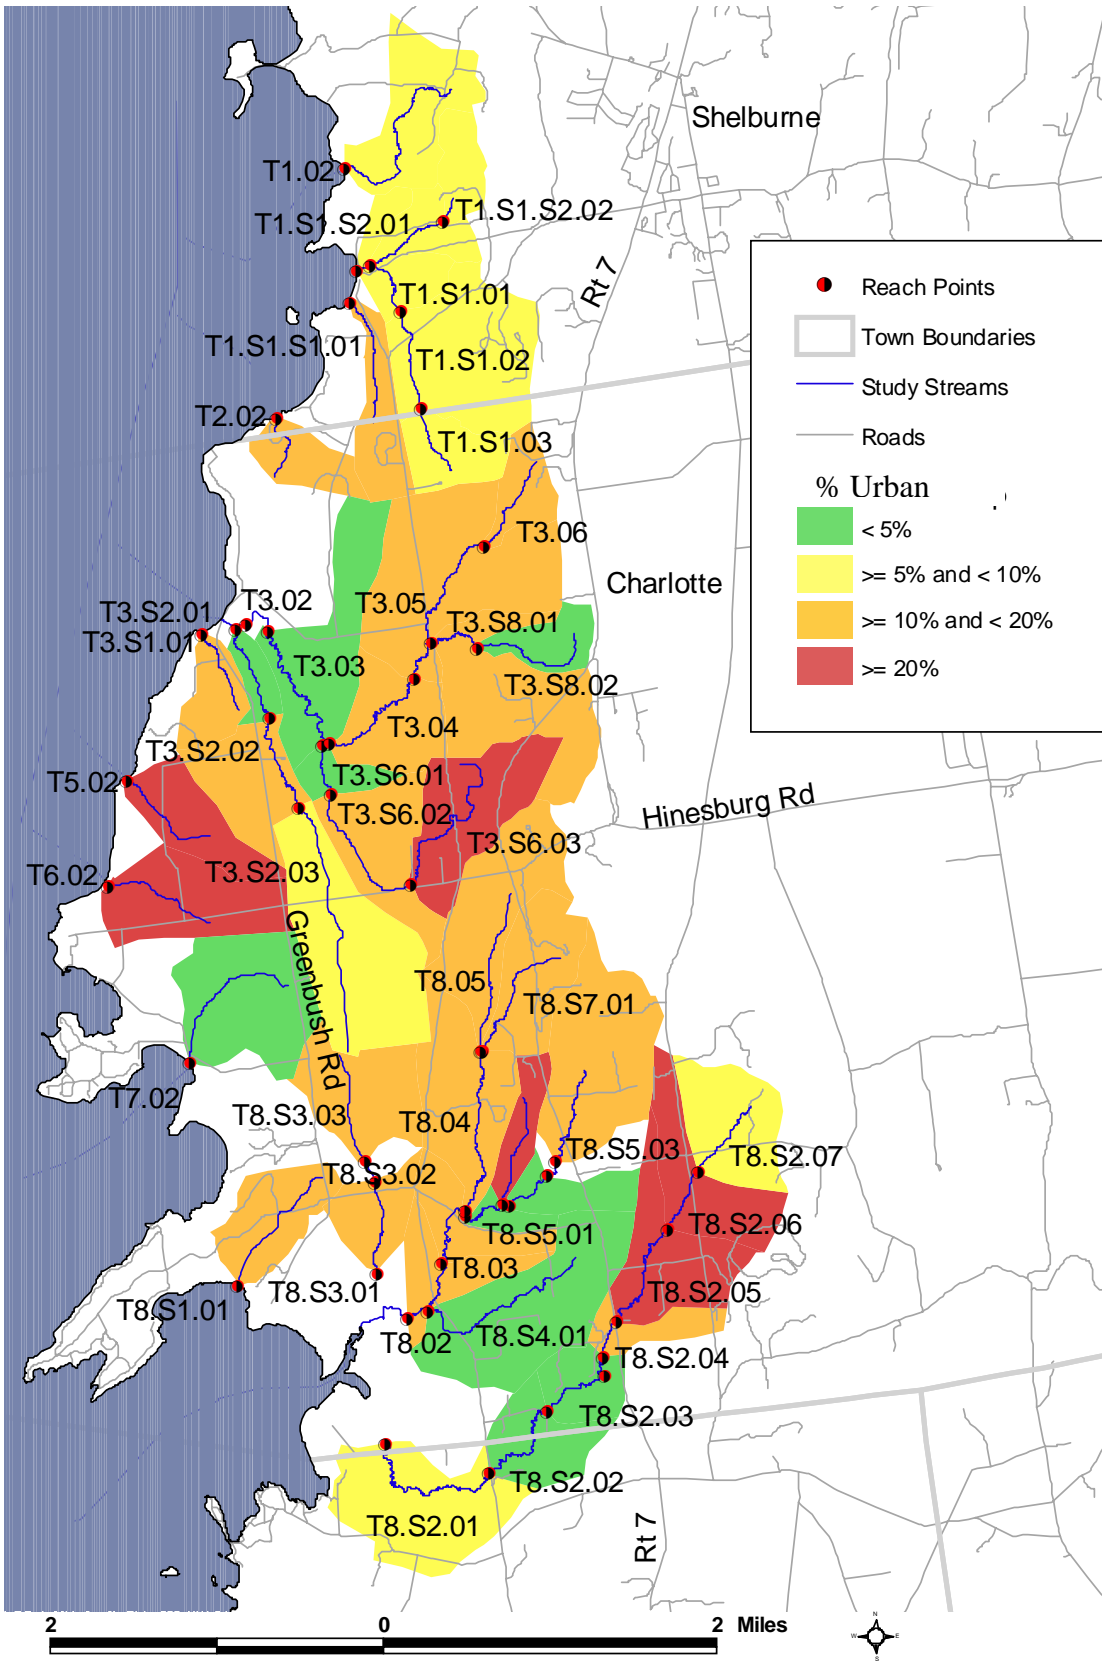 Shelburne
T1.02
T1.S1.S2.01
T1.S1.S2.02
Rt 7
T1.S1.01
T1.S1.S1.01
T1.S1.02
T2.02
T1.S1.03
Reach Points
Town Boundaries
Study Streams
Roads
% Urban
< 5%
>= 5% and < 10%
>= 10% and < 20%
>= 20%
T3.06
Charlotte
T3.S2.01
T3.02
T3.05
T3.S8.01
T3.S1.01
T3.03
T3.S8.02
T3.04
T3.S2.02
T5.02
T3.S6.01
T3.S6.02
Hinesburg Rd
T3.S6.03
T6.02
T3.S2.03
Greenbush Rd
T8.05
T8.S7.01
T7.02
T8.S3.03
T8.04
T8.S5.03
T8.S2.07
T8.S3.02
T8.S5.01
T8.S2.06
T8.03
T8.S3.01
T8.S2.05
T8.S1.01
T8.02
T8.S4.01
T8.S2.04
T8.S2.03
T8.S2.02
T8.S2.01
Rt 7
2 0 2 Miles
N
W E
S